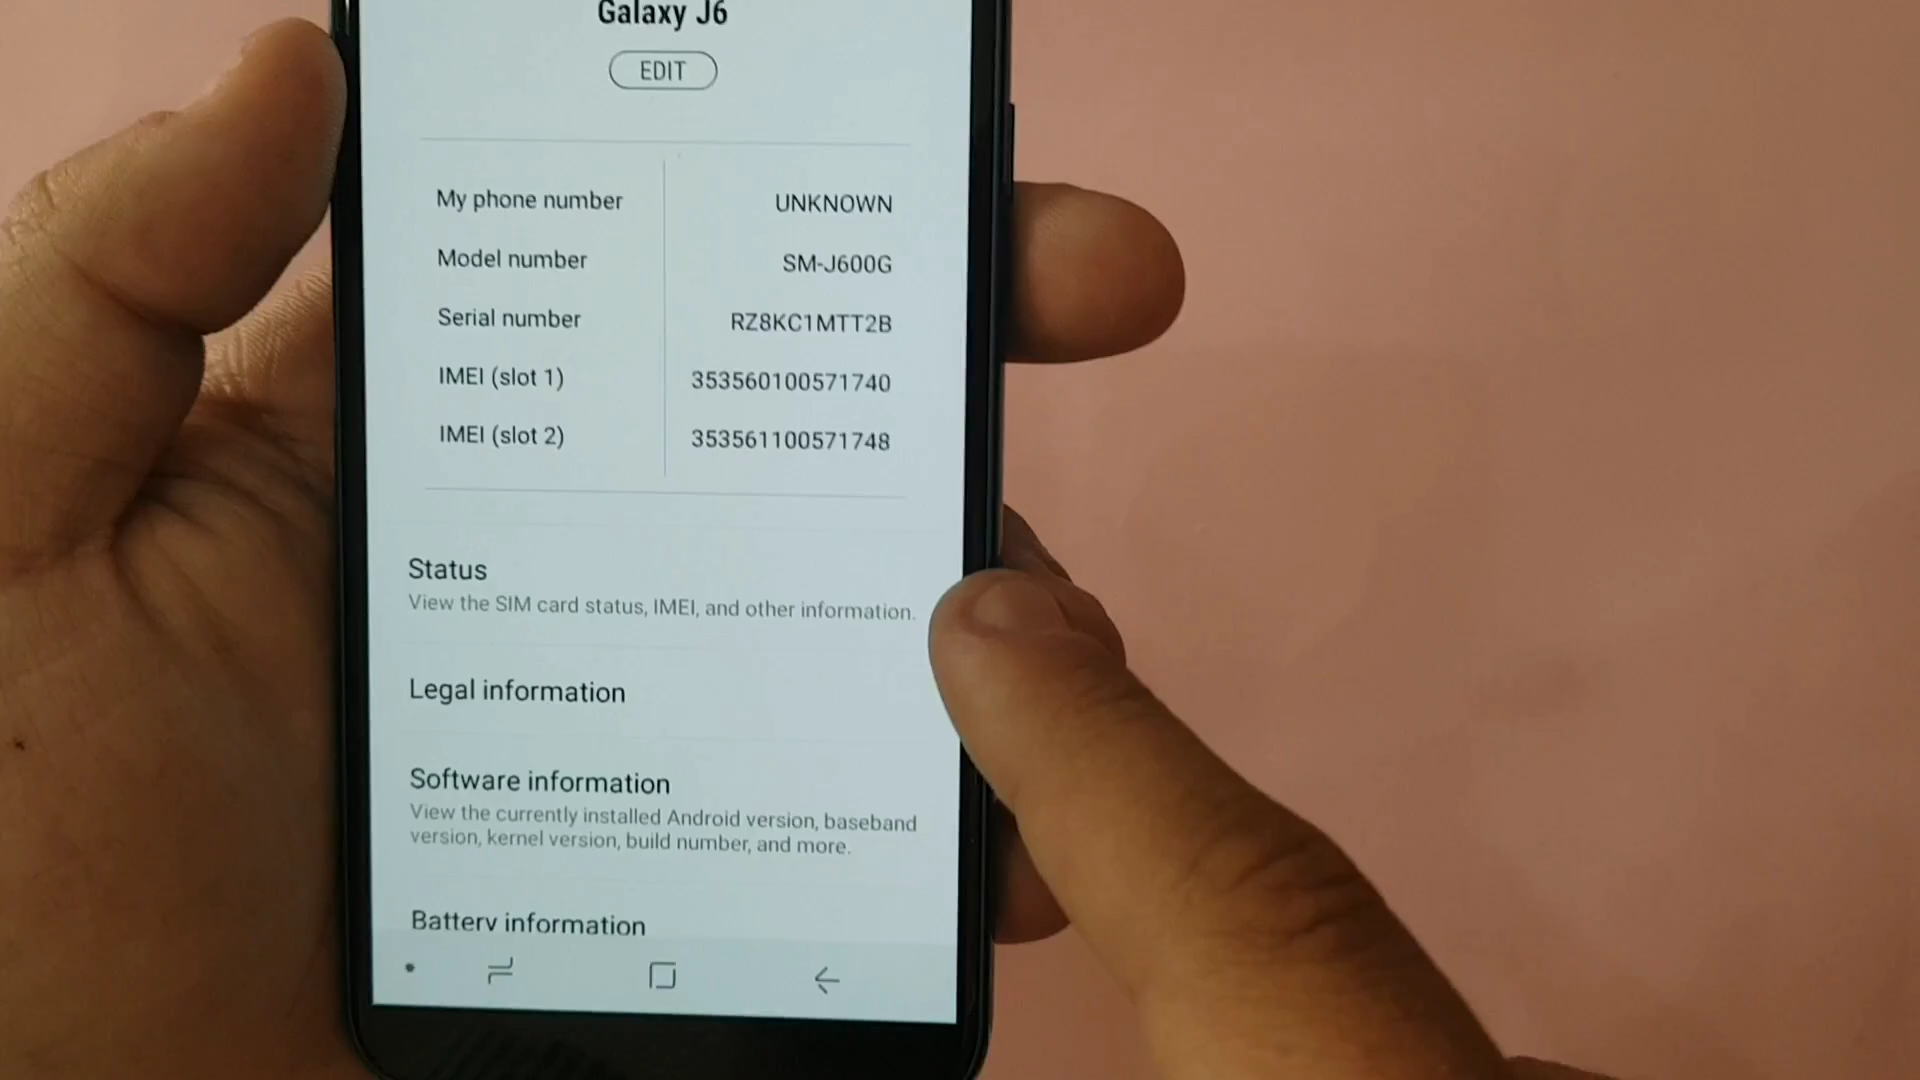 Galaxy J6
EDIT
My phone number UNKNOWN
Model number SM-J600G
Serial number RZ8KC1MTT2B
IMEI (slot 1) 353560100571740
IMEI (slot 2) 353561100571748
Status
View the SIM card status, IMEI, and other information.
Legal information
Software information
View the currently installed Android version, baseband
version, kernel version, build number, and more.
Battery information